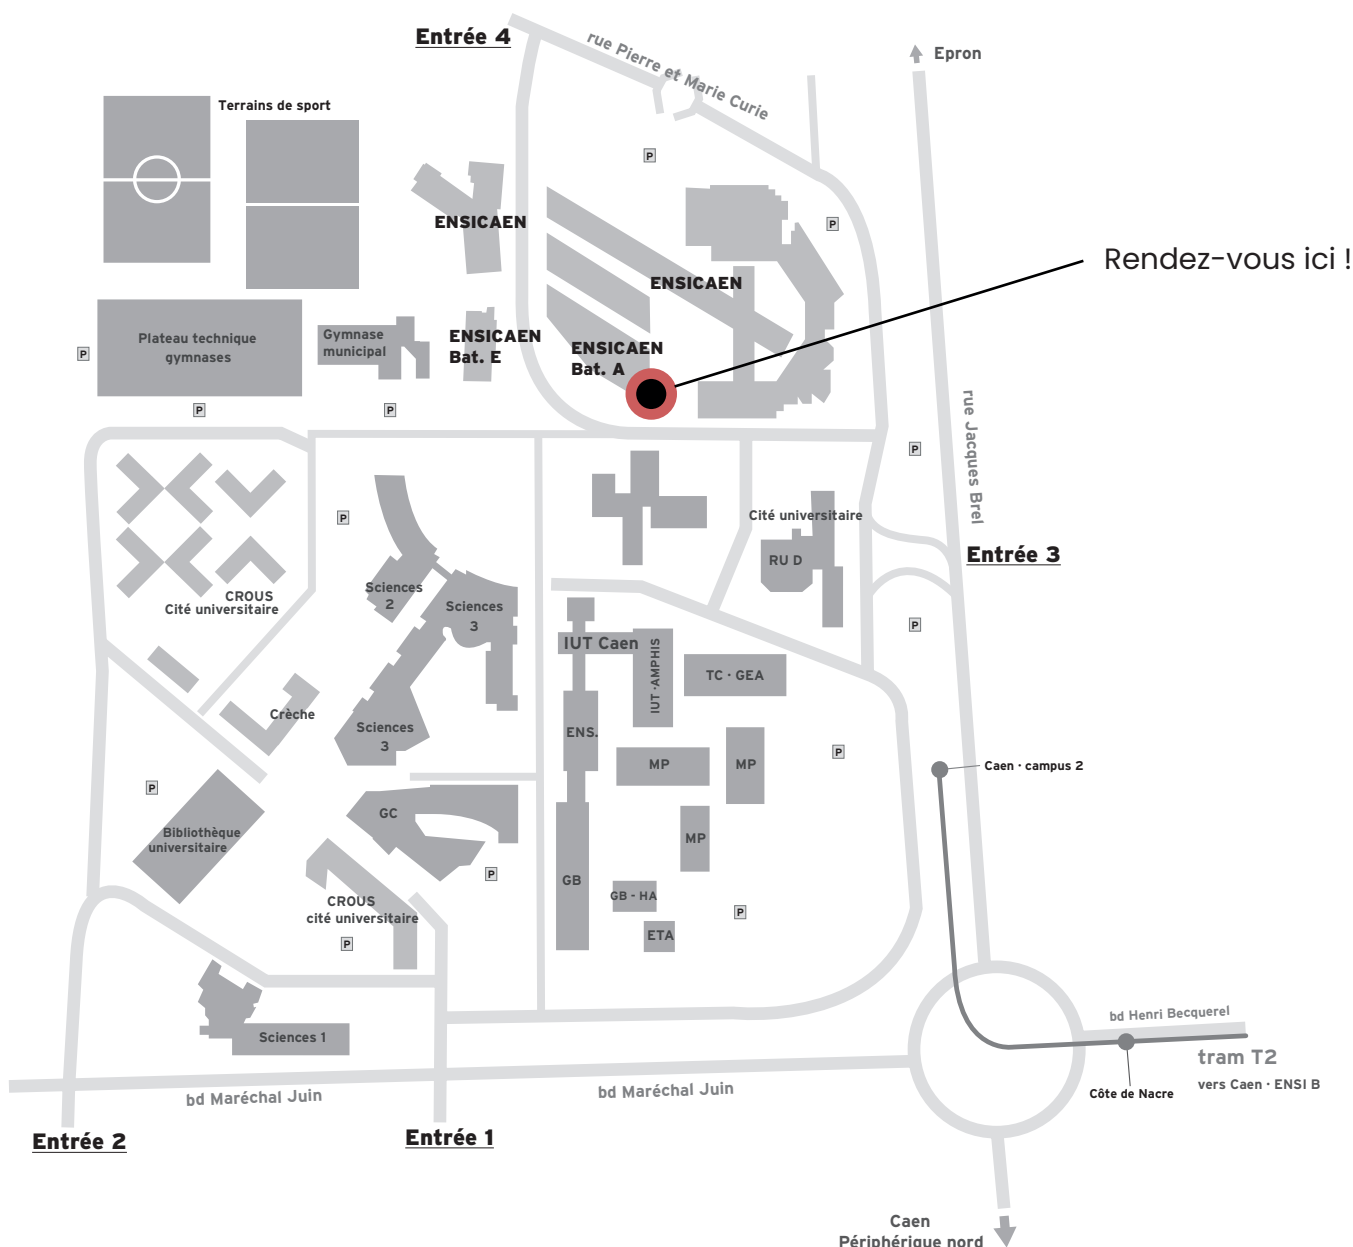 Entrée 4
rue Pierre et Marie Curie
Epron
Terrains de sport
P
P
ENSICAEN
Rendez-vous ici !
ENSICAEN
Plateau technique
gymnases
Gymnase
municipal
ENSICAEN
Bat. E
ENSICAEN
Bat. A
P
P
P
rue Jacques Brel
P
P
Cité universitaire
RU D
Entrée 3
Sciences
2
CROUS
Cité universitaire
Sciences
3
P
IUT Caen
IUT · AMPHIS
TC · GEA
Crèche
Sciences
3
ENS.
MP
MP
P
Caen · campus 2
P
GC
Bibliothèque
universitaire
MP
P
GB
GB - HA
CROUS
cité universitaire
P
ETA
P
Sciences 1
bd Henri Becquerel
tram T2
vers Caen · ENSI B
Côte de Nacre
bd Maréchal Juin
bd Maréchal Juin
Entrée 2
Entrée 1
Caen
Périphérique nord